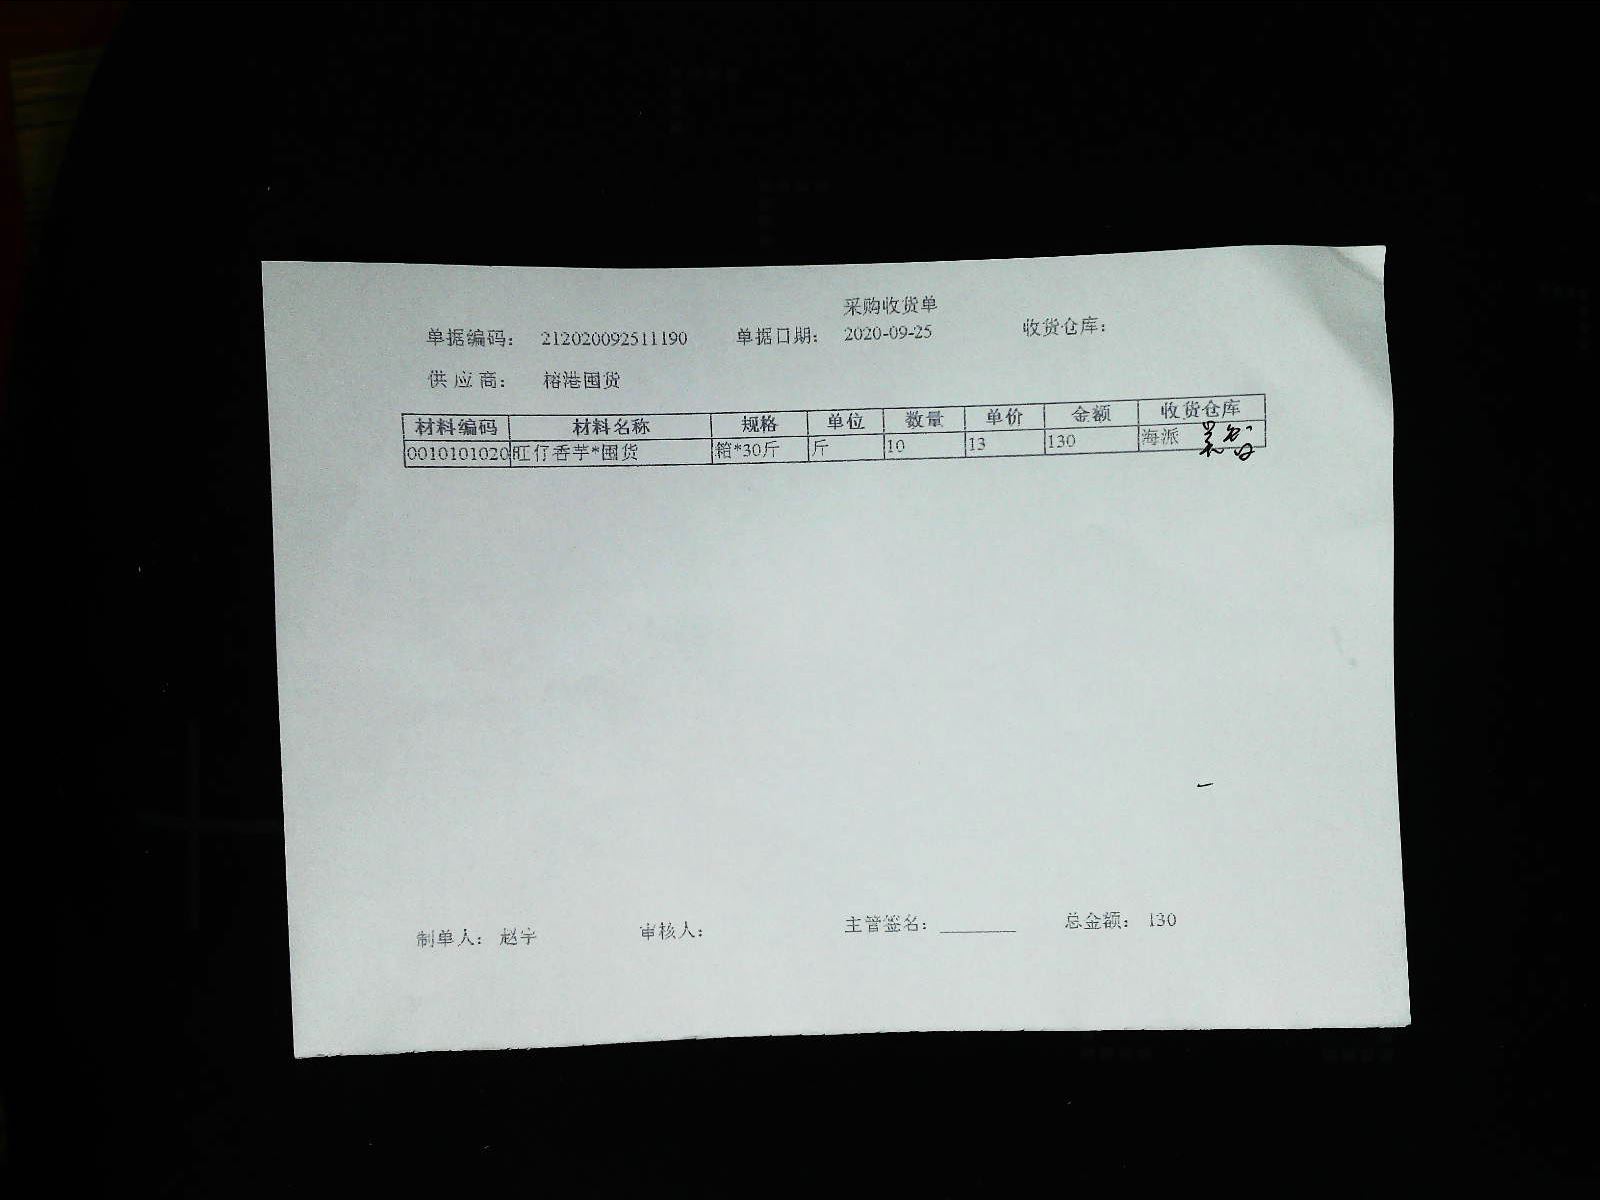 采购收货单
单据编码: 212020092511190 单据日期: 2020-09-25 收货仓库:
供应商: 榕港囤货
材料编码 材料名称 规格 单位 数量 单价 金额 收货仓库
0010101020 旺仔香芋*囤货 箱*30斤 斤 10 13 130 海派
制单人: 赵宇 审核人: 主管签名: ________ 总金额: 130